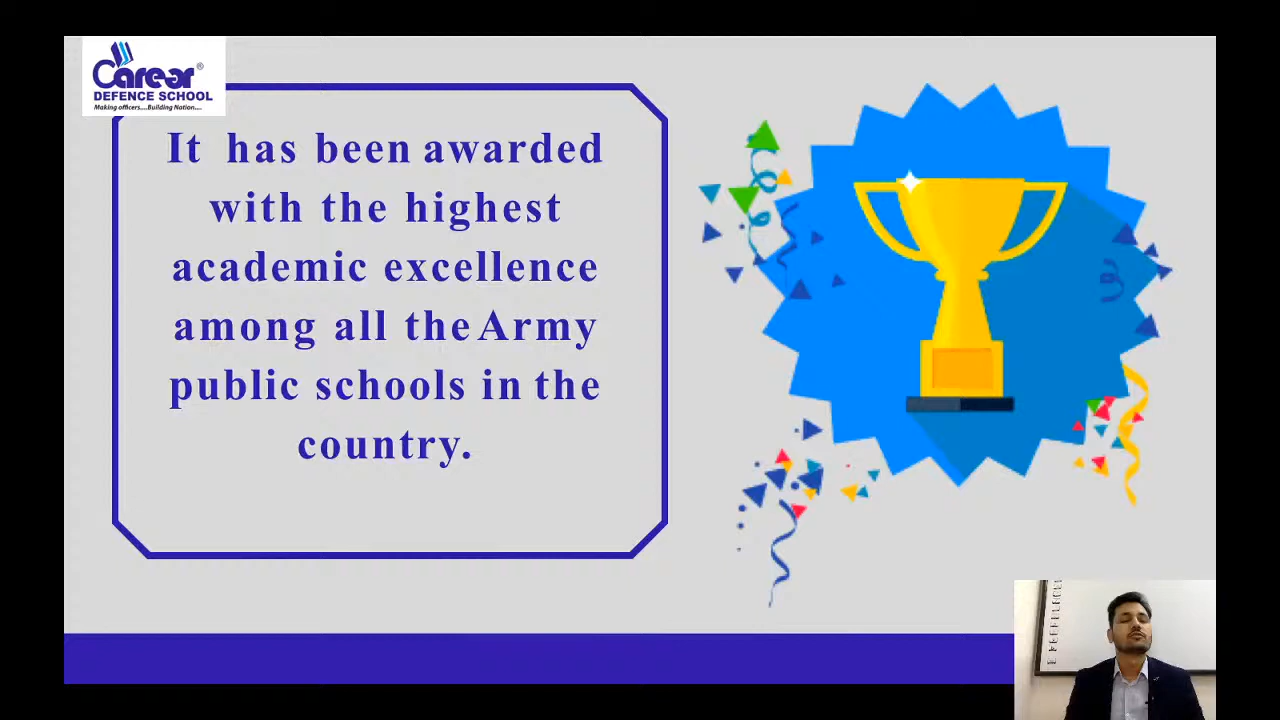 Carear®
DEFENCE SCHOOL
Making officers....Building Nation....
It has been awarded
with the highest
academic excellence
among all the Army
public schools in the
country.